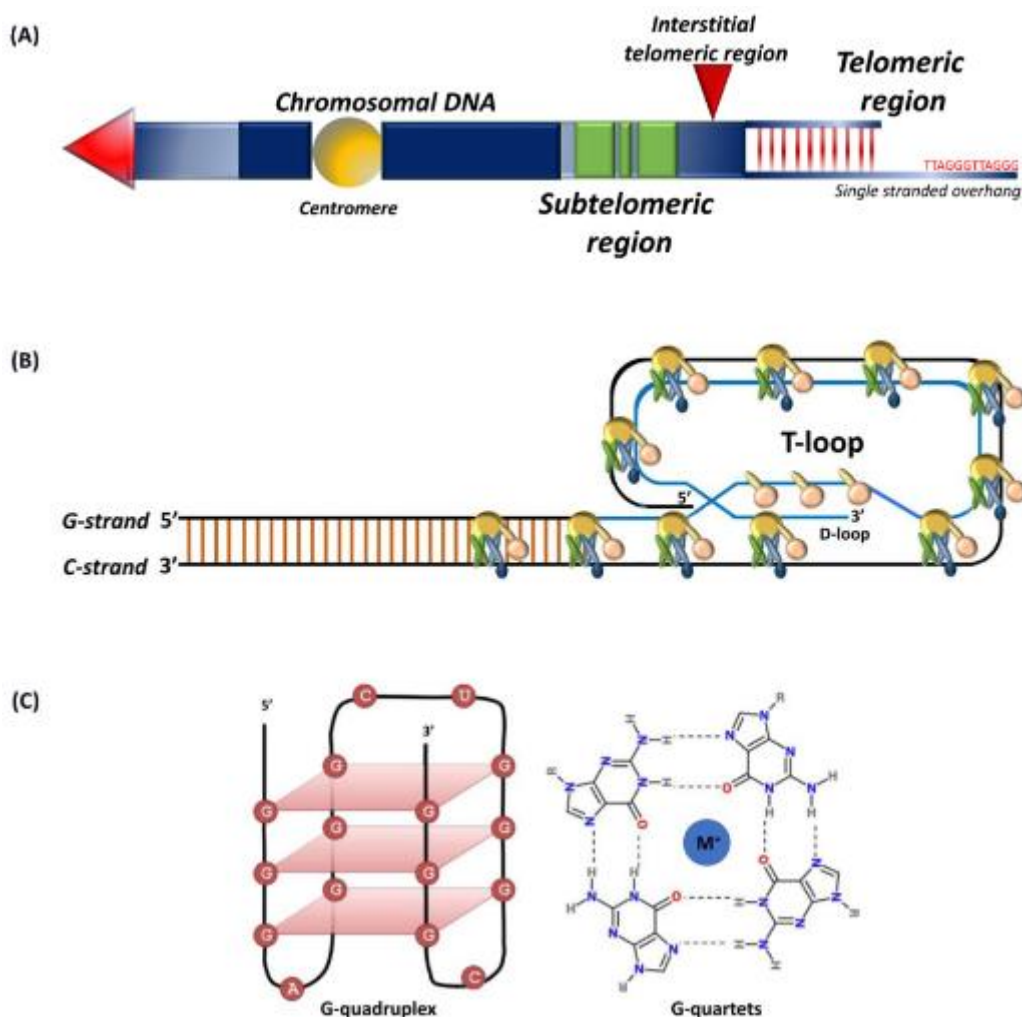 (A)
Interstitial
telomeric region
Telomeric
region
Chromosomal DNA
TTAGGGTTAGGG
Single stranded overhang
Centromere
Subtelomeric
region
(B)
T-loop
5’
3’
D-loop
G-strand 5’
C-strand 3’
(C)
5’
C
U
3’
G
G
G
G
G
G
G
G
G
G
G
G
A
C
G-quadruplex
R
H
H
N
N
N
N
N
H
O
N
H
N
H
N
H
R
N
N
O
M⁺
O
H
H
N
H
N
H
N
O
H
N
N
N
R
N
N
H
N
H
N
H
R
G-quartets